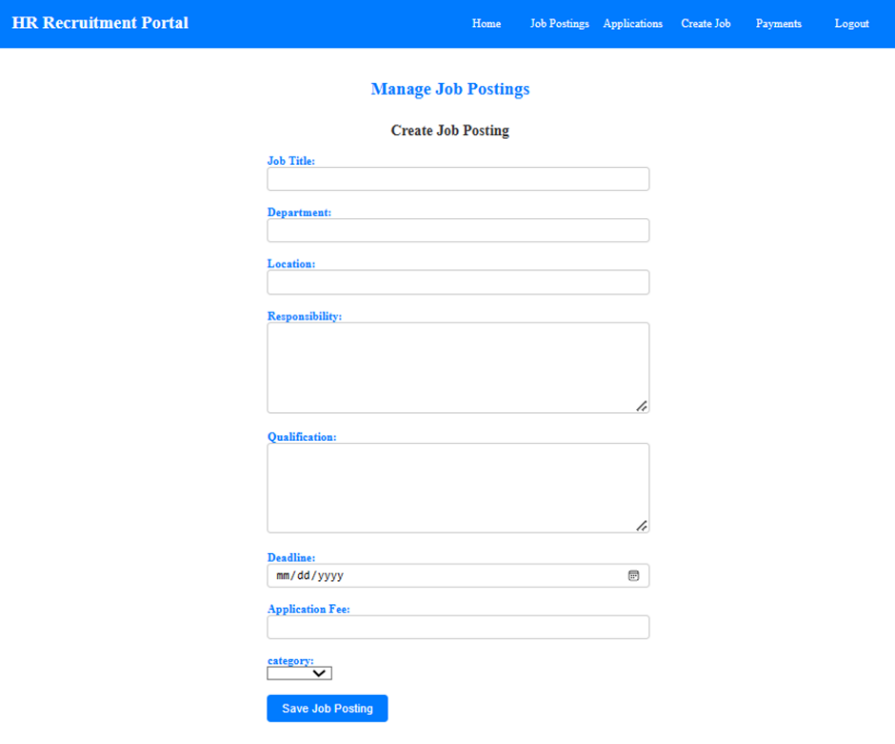 HR Recruitment Portal Home Job Postings Applications Create Job Payments Logout
Manage Job Postings
Create Job Posting
Job Title:
Department:
Location:
Responsibility:
Qualification:
Deadline:
mm/dd/yyyy
Application Fee:
category:
Save Job Posting